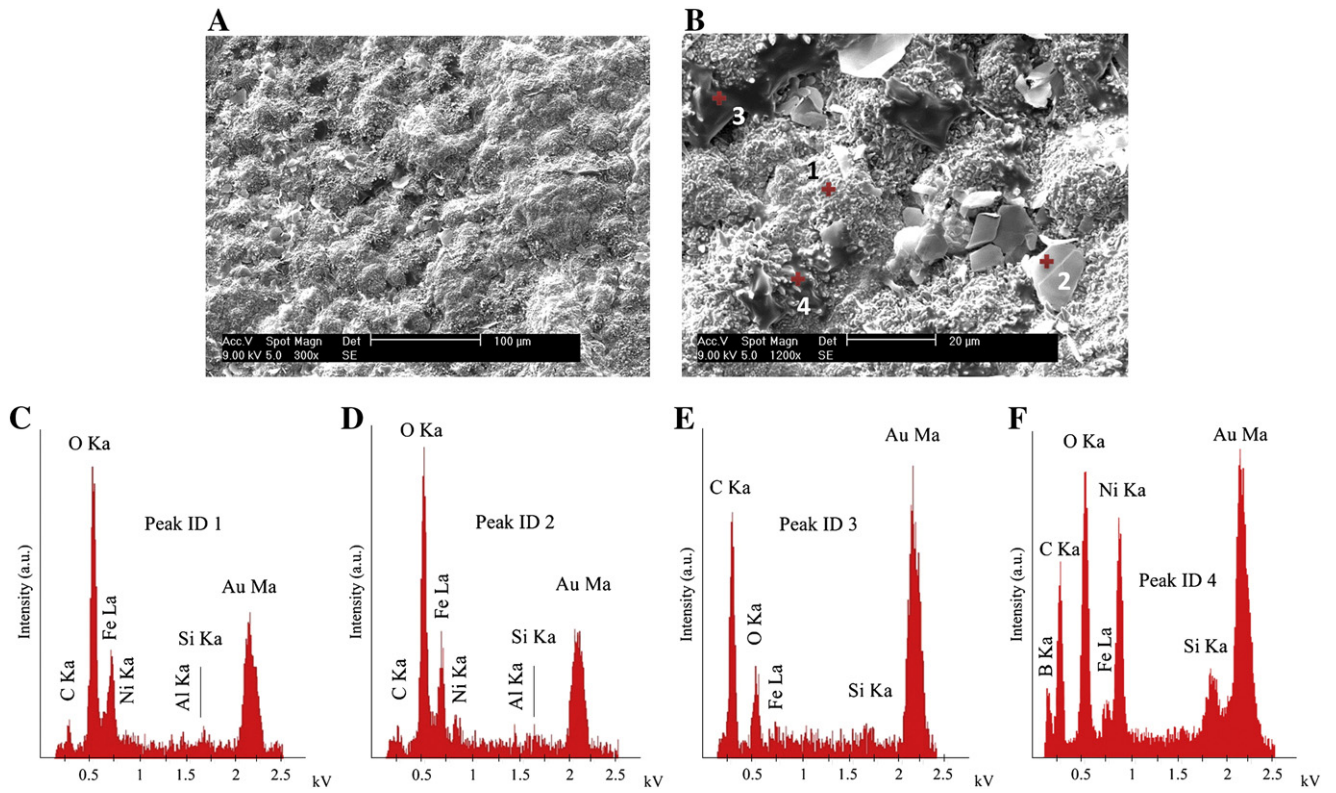 A
B
3
1
2
4
Acc.V Spot Magn Det 100 µm
9.00 kV 5.0 300x SE
Acc.V Spot Magn Det 20 µm
9.00 kV 5.0 1200x SE
C
O Ka
Peak ID 1
Au Ma
Fe La
Si Ka
C Ka
Ni Ka
Al Ka
Intensity (a.u.)
0.5 1 1.5 2 2.5
kV
D
O Ka
Peak ID 2
Au Ma
Fe La
Si Ka
C Ka
Ni Ka
Al Ka
Intensity (a.u.)
0.5 1 1.5 2 2.5
kV
E
Au Ma
C Ka
Peak ID 3
O Ka
Fe La
Si Ka
Intensity (a.u.)
0.5 1 1.5 2 2.5
kV
F
Au Ma
O Ka
Ni Ka
C Ka
Peak ID 4
B Ka
Fe La
Si Ka
Intensity (a.u.)
0.5 1 1.5 2 2.5
kV